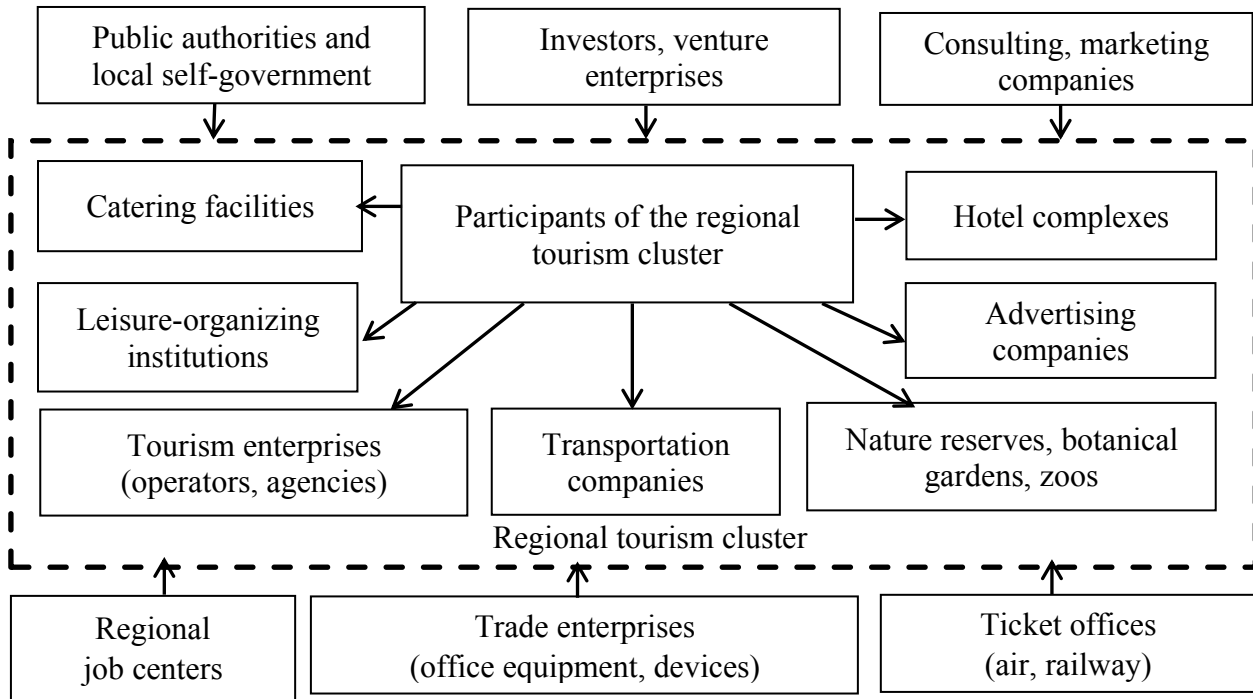 Public authorities and
local self-government
Investors, venture
enterprises
Consulting, marketing
companies
Catering facilities
Participants of the regional
tourism cluster
Hotel complexes
Leisure-organizing
institutions
Advertising
companies
Tourism enterprises
(operators, agencies)
Transportation
companies
Nature reserves, botanical
gardens, zoos
Regional tourism cluster
Regional
job centers
Trade enterprises
(office equipment, devices)
Ticket offices
(air, railway)